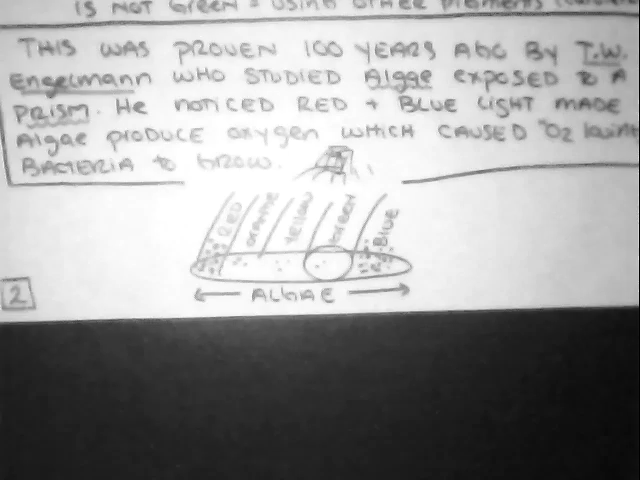 IS NOT GREEN = USING OTHER PIGMENTS
THIS WAS PROVEN 100 YEARS AGO BY T.W.
Engelmann WHO STUDIED Algae exposed to A
PRISM. He noticed RED + BLUE light MADE
Algae PRODUCE oxygen which CAUSED "O2 loving
BACTERIA to grow.
RED ORANGE YELLOW GREEN BLUE
ALGAE
2